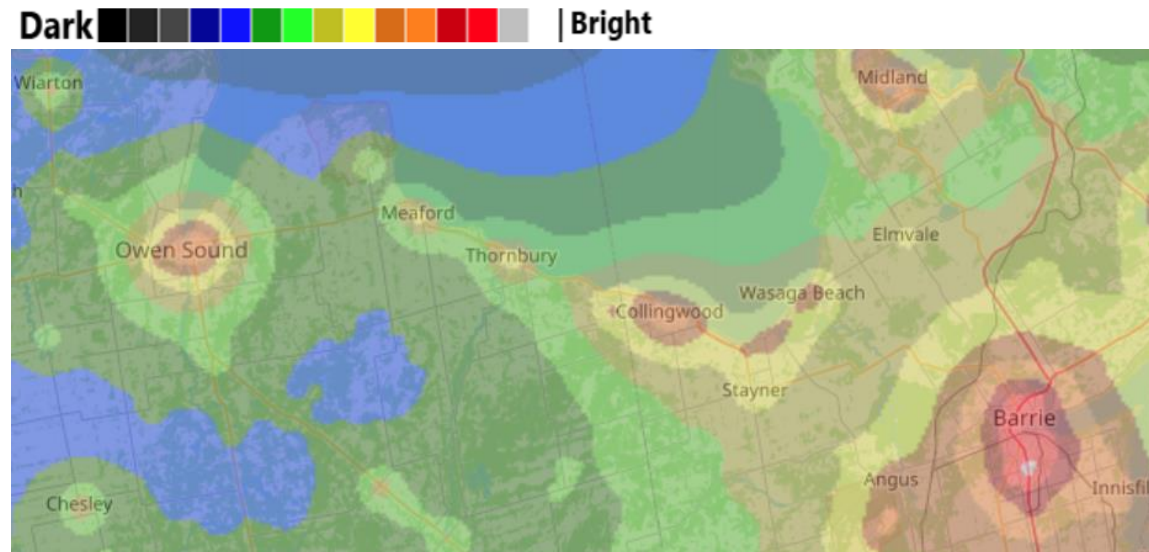 Dark | Bright
Wiarton
Midland
h
Meaford
Owen Sound
Elmvale
Thornbury
Wasaga Beach
Collingwood
Stayner
Barrie
Angus
Innisfil
Chesley